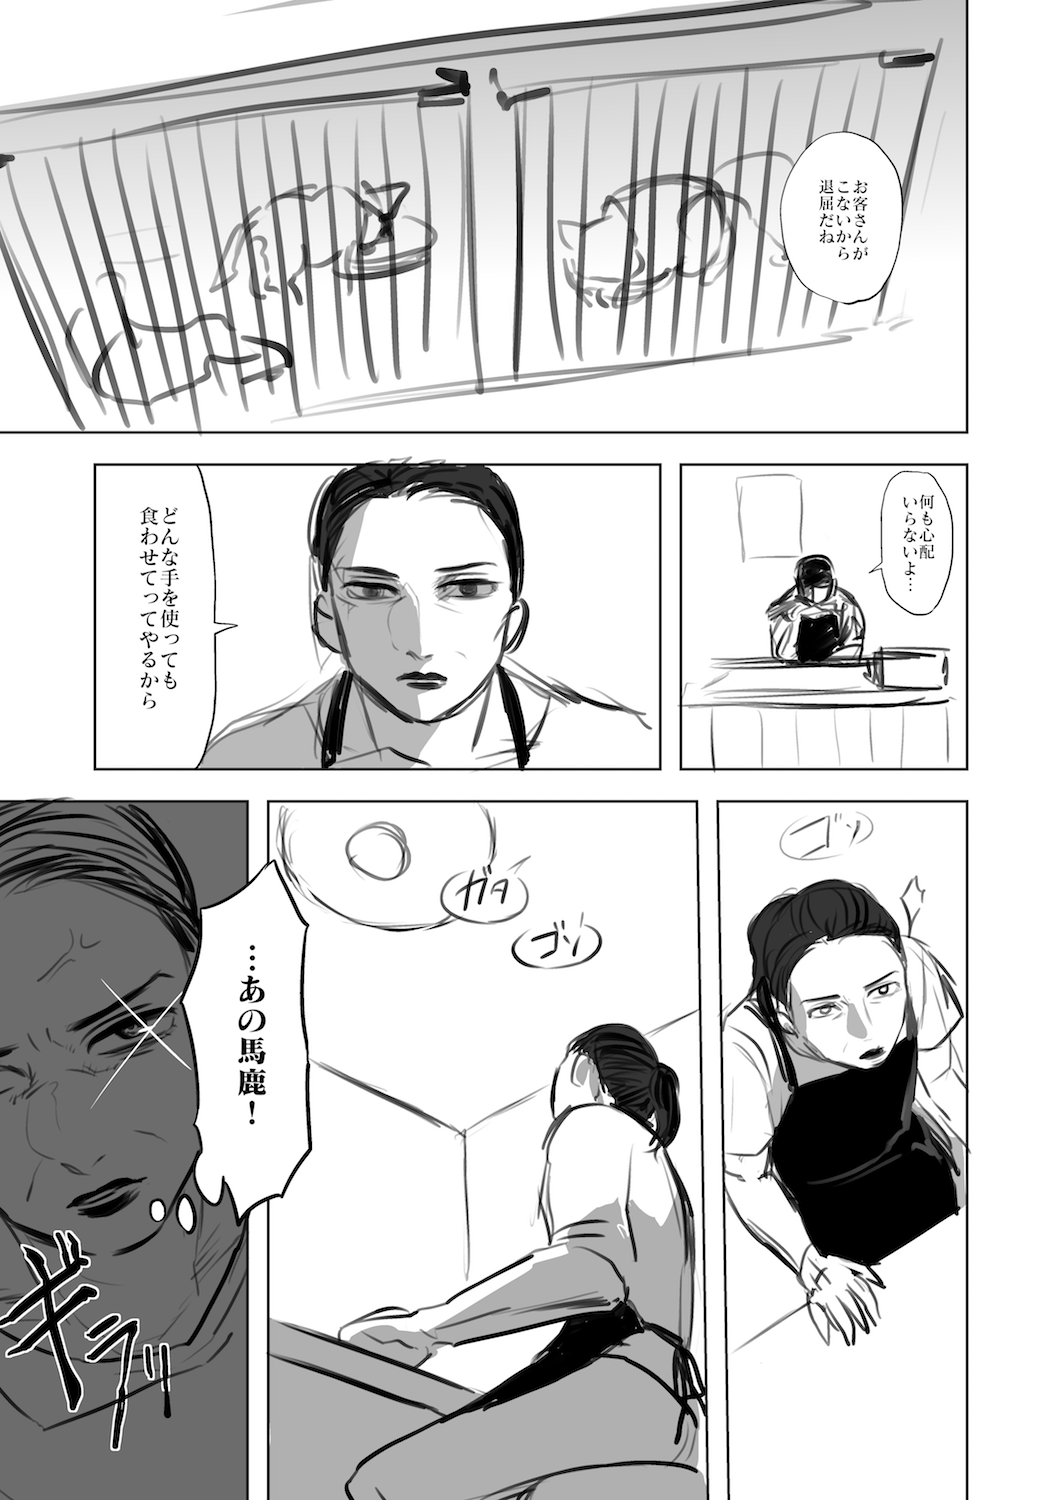 お客さんが
こないから
退屈だね
何も心配
いらないよ…
どんな手を使っても
食わせてってやるから
ゴソ
ガタ
ゴソ
…あの馬鹿！
ギラリ